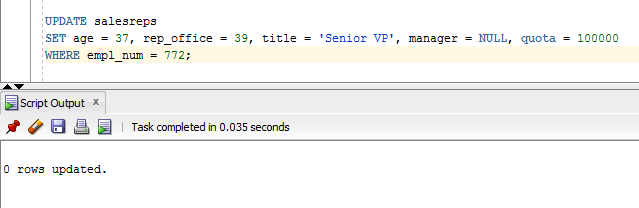 UPDATE salesreps
SET age = 37, rep_office = 39, title = 'Senior VP', manager = NULL, quota = 100000
WHERE empl_num = 772;
Script Output x
Task completed in 0.035 seconds
0 rows updated.